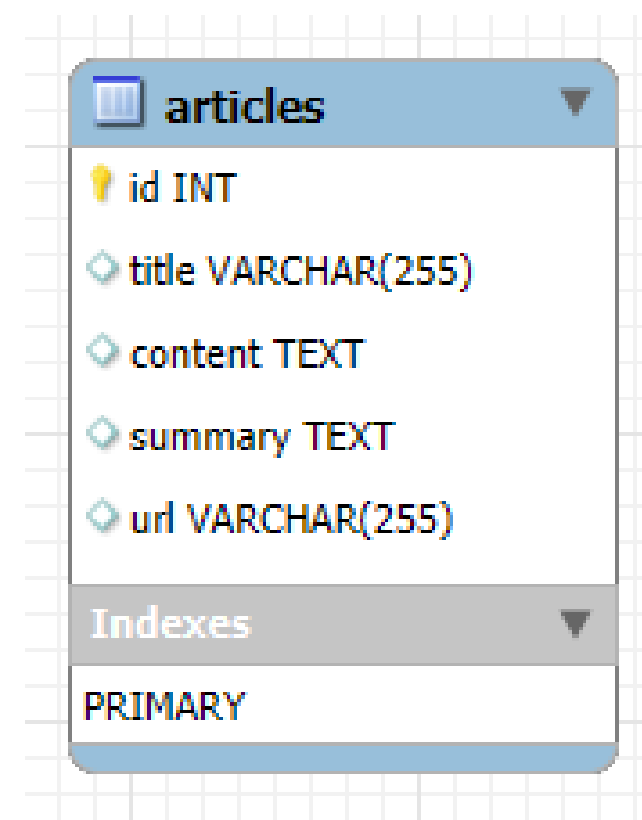 articles
id INT
title VARCHAR(255)
content TEXT
summary TEXT
url VARCHAR(255)
Indexes
PRIMARY